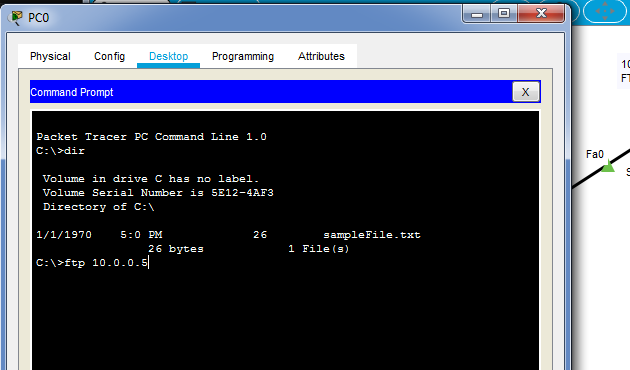 PC0
Physical Config Desktop Programming Attributes
Command Prompt X
Packet Tracer PC Command Line 1.0
C:\>dir
Volume in drive C has no label.
Volume Serial Number is 5E12-4AF3
Directory of C:\
1/1/1970 5:0 PM 26 sampleFile.txt
26 bytes 1 File(s)
C:\>ftp 10.0.0.5
10
FT
Fa0
S